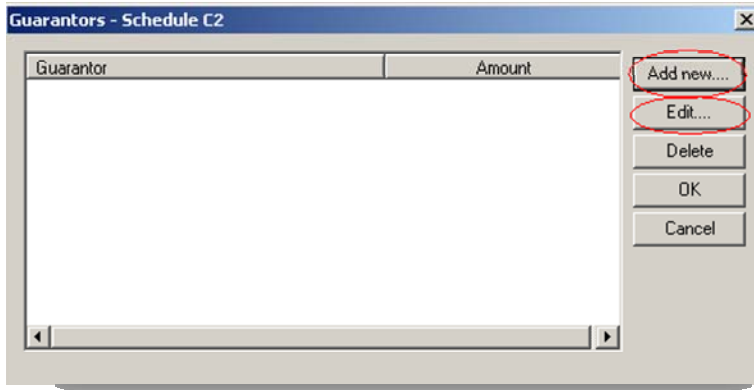 Guarantors - Schedule C2
Guarantor Amount
Add new....
Edit....
Delete
OK
Cancel